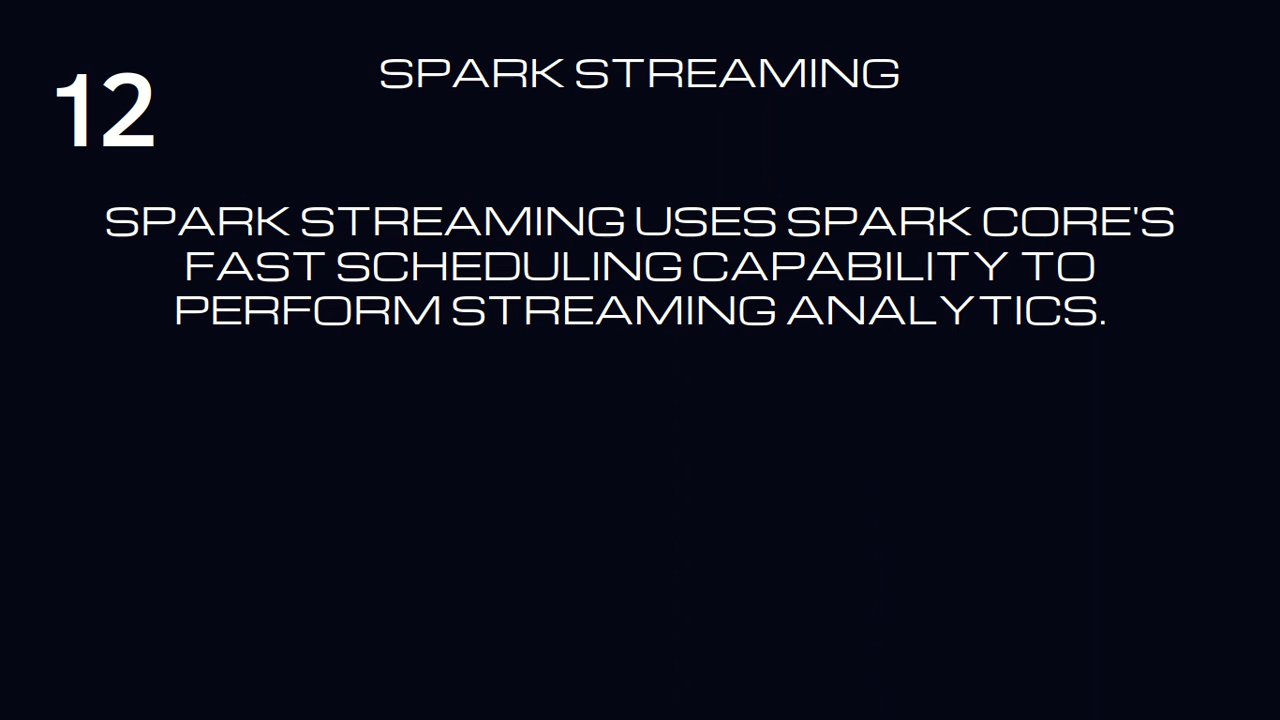 12
SPARK STREAMING
SPARK STREAMING USES SPARK CORE'S
FAST SCHEDULING CAPABILITY TO
PERFORM STREAMING ANALYTICS.